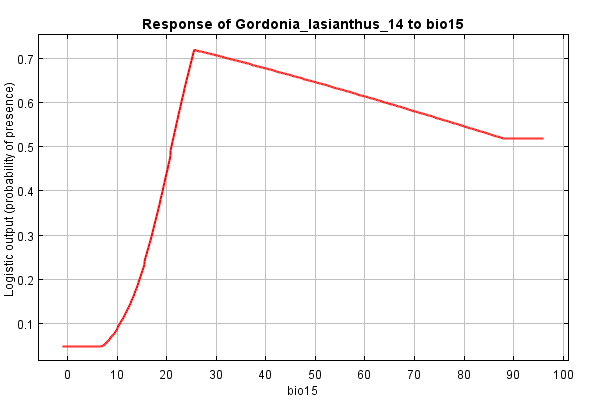 Response of Gordonia_lasianthus_14 to bio15
Logistic output (probability of presence)
0.7
0.6
0.5
0.4
0.3
0.2
0.1
0 10 20 30 40 50 60 70 80 90 100
bio15